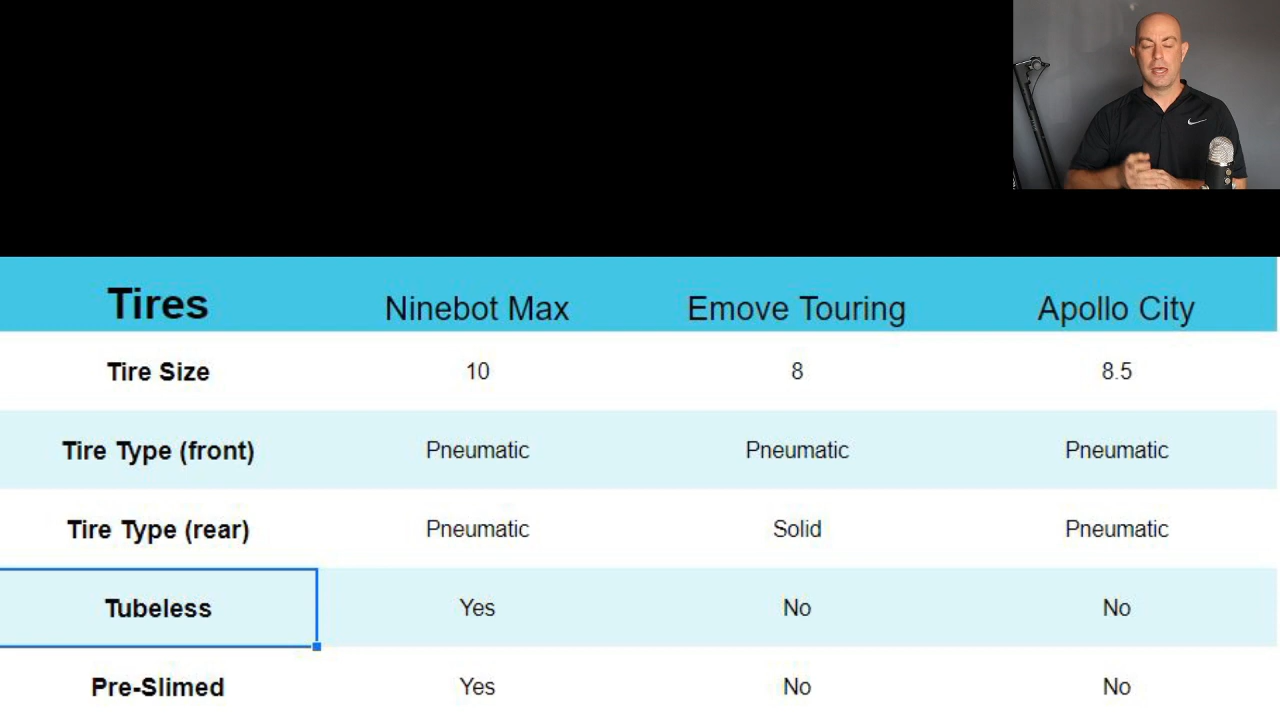 Tires Ninebot Max Emove Touring Apollo City
Tire Size 10 8 8.5
Tire Type (front) Pneumatic Pneumatic Pneumatic
Tire Type (rear) Pneumatic Solid Pneumatic
Tubeless Yes No No
Pre-Slimed Yes No No